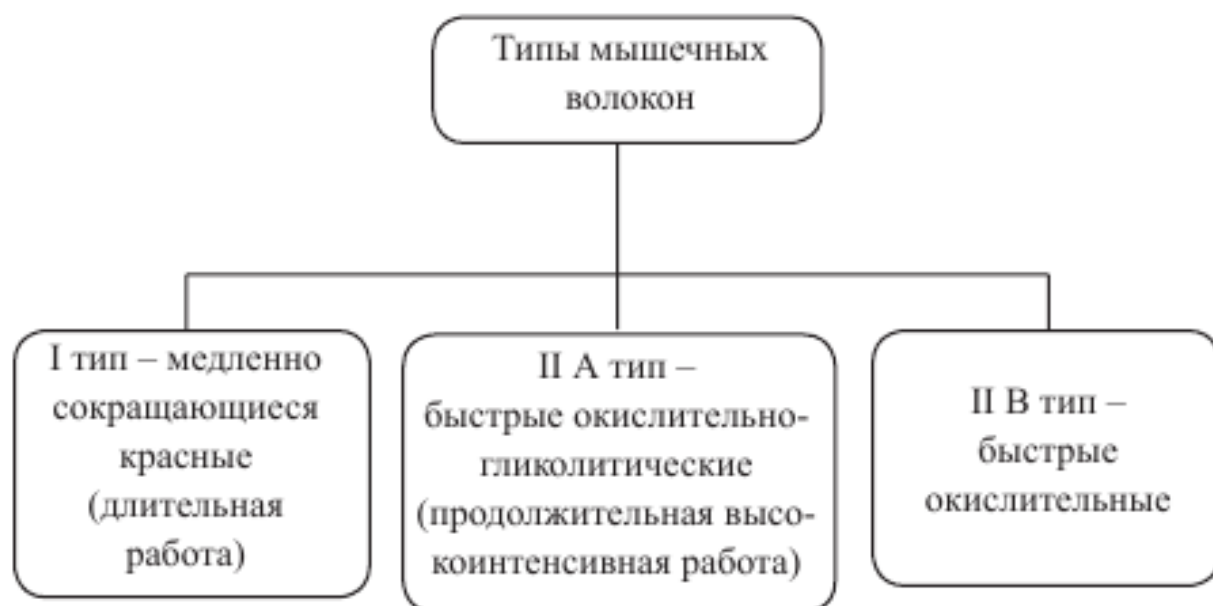 Типы мышечных
волокон
I тип – медленно
сокращающиеся
красные
(длительная
работа)
II А тип –
быстрые окислительно-
гликолитические
(продолжительная высо-
коинтенсивная работа)
II В тип –
быстрые
окислительные